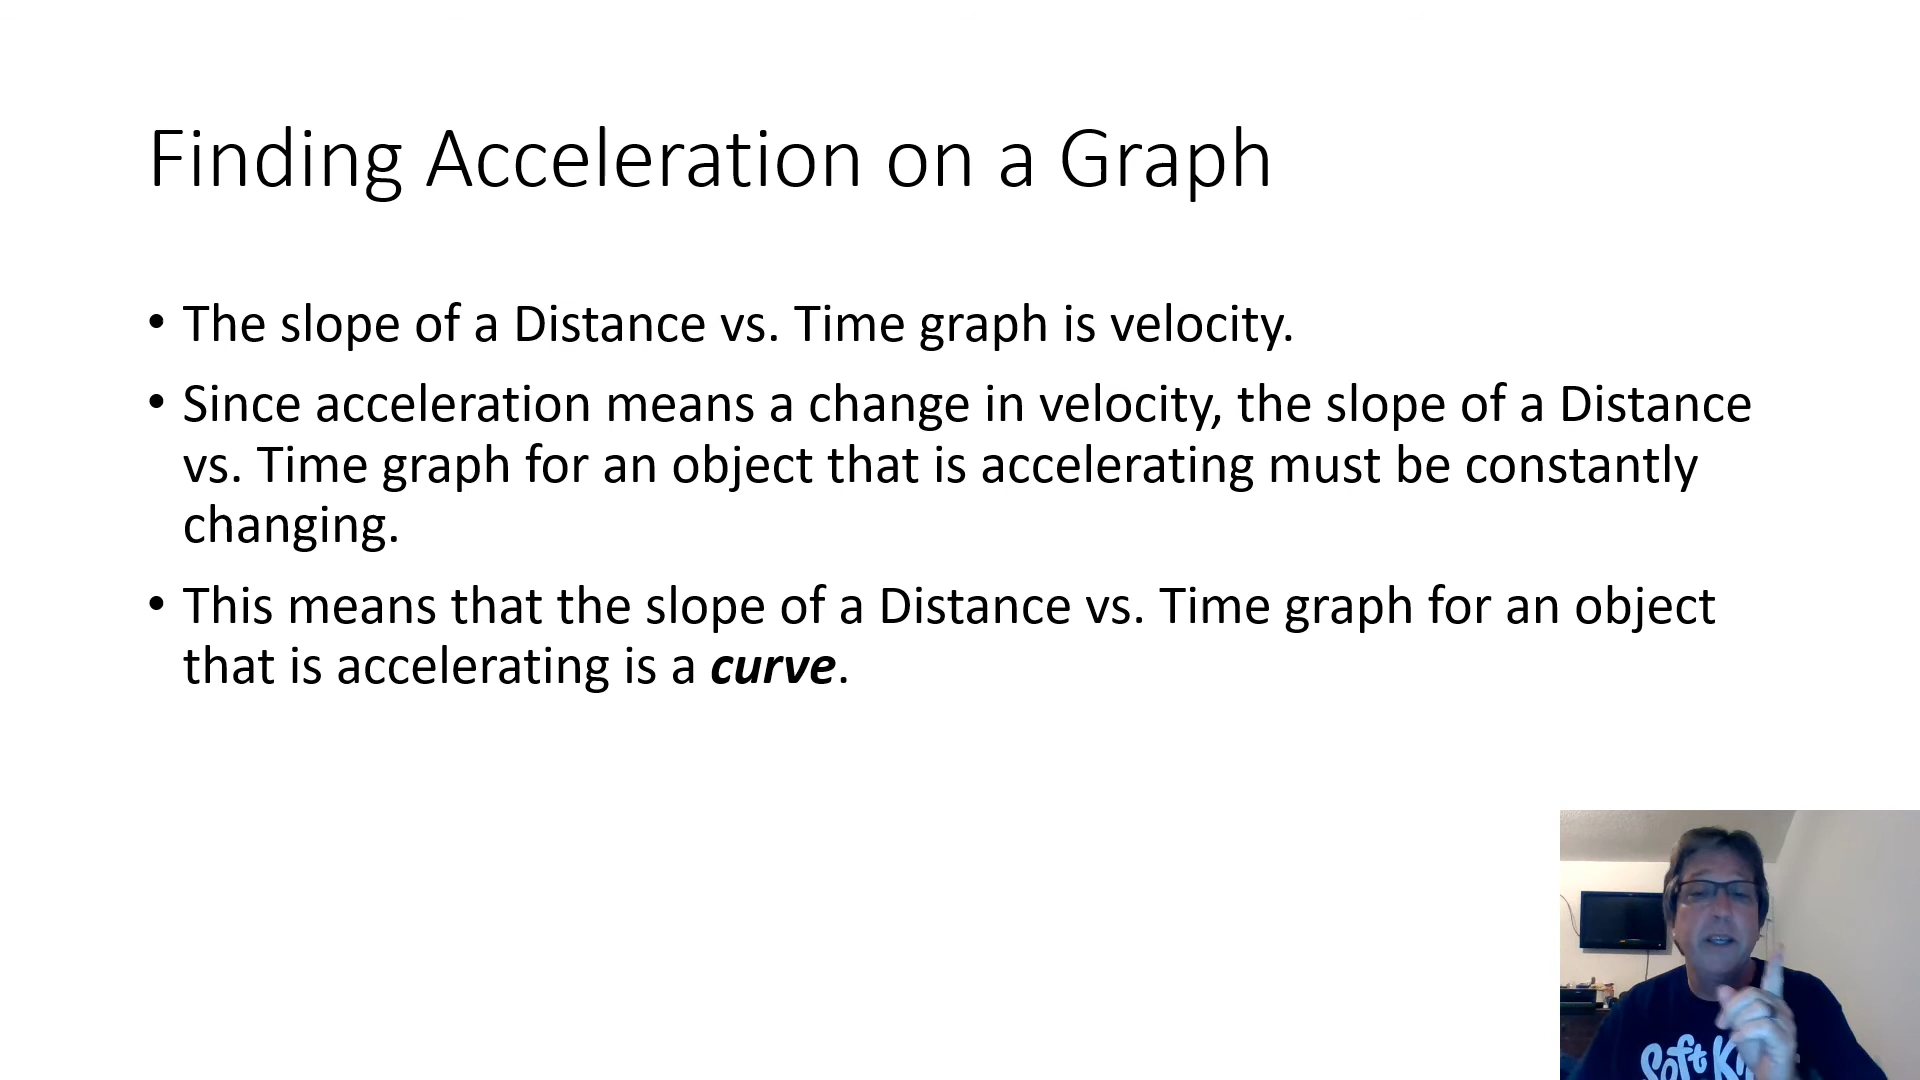 Finding Acceleration on a Graph
• The slope of a Distance vs. Time graph is velocity.
• Since acceleration means a change in velocity, the slope of a Distance
vs. Time graph for an object that is accelerating must be constantly
changing.
• This means that the slope of a Distance vs. Time graph for an object
that is accelerating is a curve.
Soft